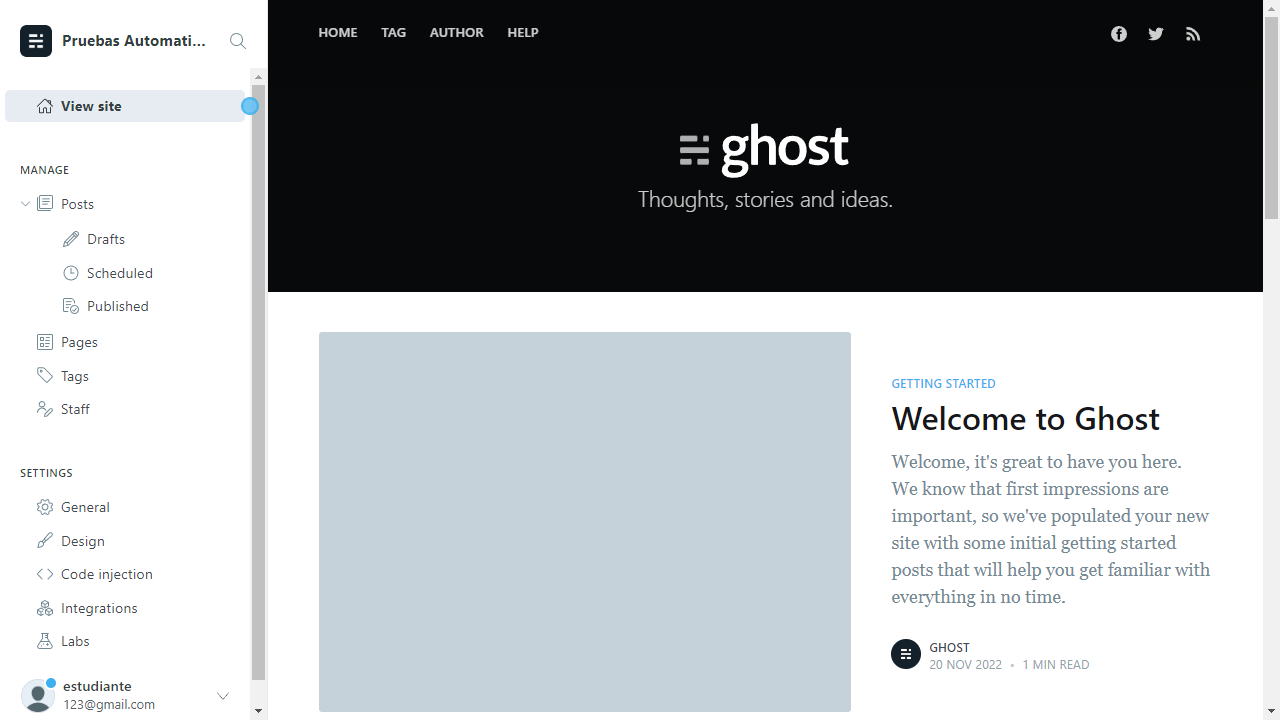 Pruebas Automati...
View site
MANAGE
Posts
Drafts
Scheduled
Published
Pages
Tags
Staff
SETTINGS
General
Design
Code injection
Integrations
Labs
estudiante
123@gmail.com
HOME TAG AUTHOR HELP
ghost
Thoughts, stories and ideas.
GETTING STARTED
Welcome to Ghost
Welcome, it's great to have you here.
We know that first impressions are
important, so we've populated your new
site with some initial getting started
posts that will help you get familiar with
everything in no time.
GHOST
20 NOV 2022 • 1 MIN READ